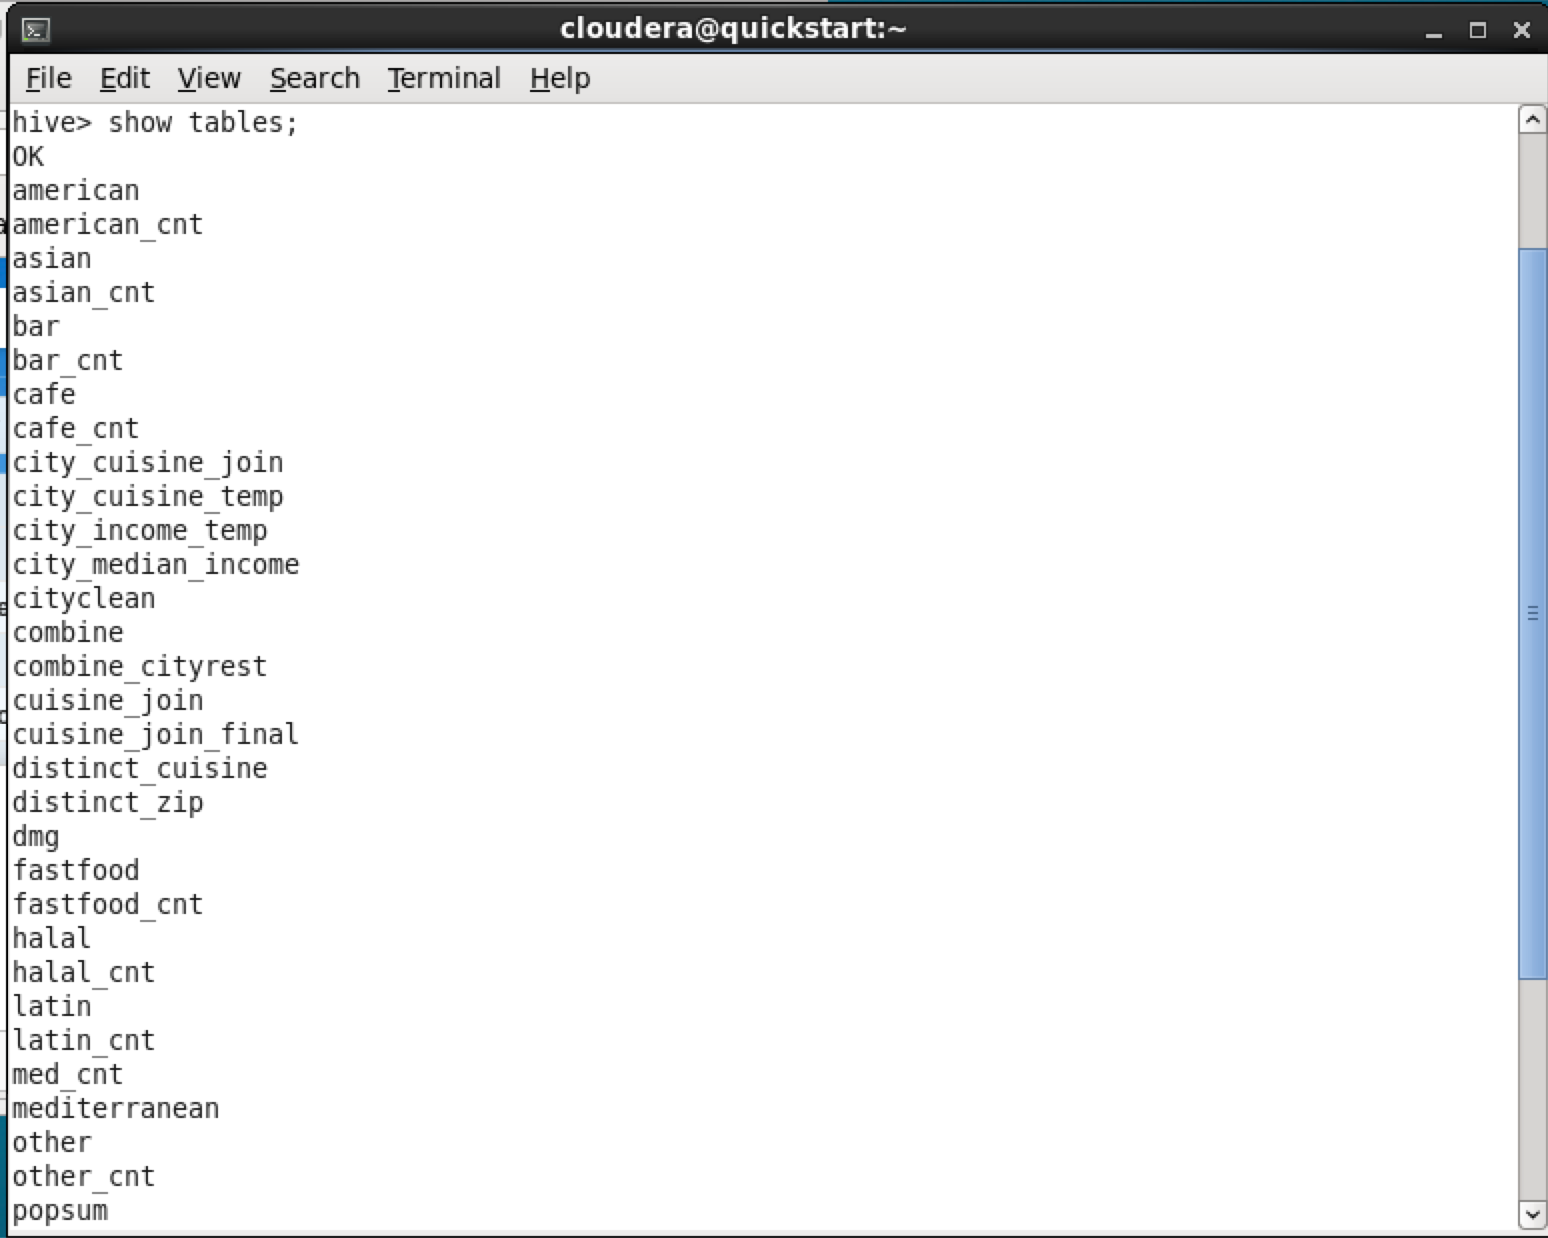 cloudera@quickstart:~
File Edit View Search Terminal Help
hive> show tables;
OK
american
american_cnt
asian
asian_cnt
bar
bar_cnt
cafe
cafe_cnt
city_cuisine_join
city_cuisine_temp
city_income_temp
city_median_income
cityclean
combine
combine_cityrest
cuisine_join
cuisine_join_final
distinct_cuisine
distinct_zip
dmg
fastfood
fastfood_cnt
halal
halal_cnt
latin
latin_cnt
med_cnt
mediterranean
other
other_cnt
popsum